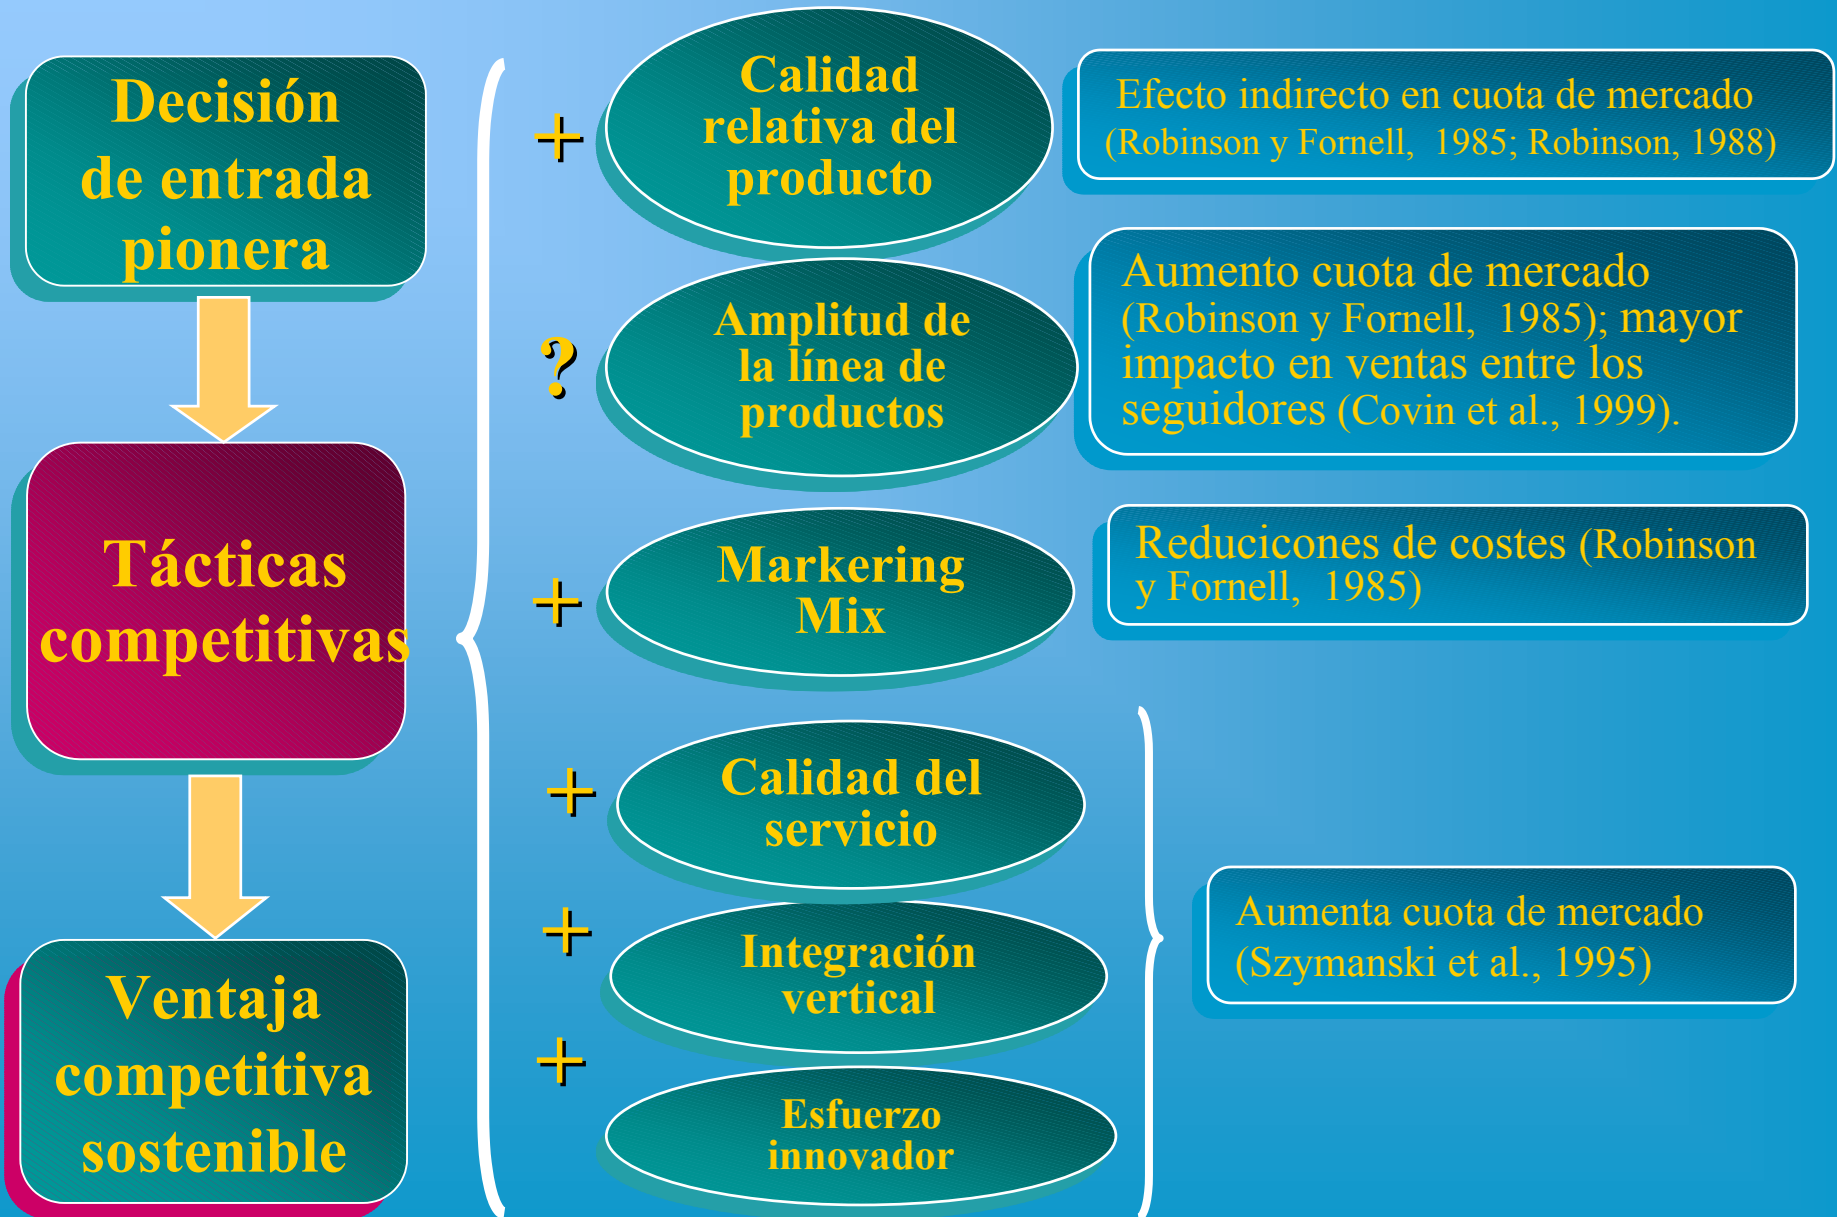 Decisión
de entrada
pionera
Tácticas
competitivas
Ventaja
competitiva
sostenible
+
Calidad
relativa del
producto
Efecto indirecto en cuota de mercado
(Robinson y Fornell, 1985; Robinson, 1988)
?
Amplitud de
la línea de
productos
Aumento cuota de mercado
(Robinson y Fornell, 1985); mayor
impacto en ventas entre los
seguidores (Covin et al., 1999).
+
Markering
Mix
Reducicones de costes (Robinson
y Fornell, 1985)
+
Calidad del
servicio
+
Integración
vertical
+
Esfuerzo
innovador
Aumenta cuota de mercado
(Szymanski et al., 1995)